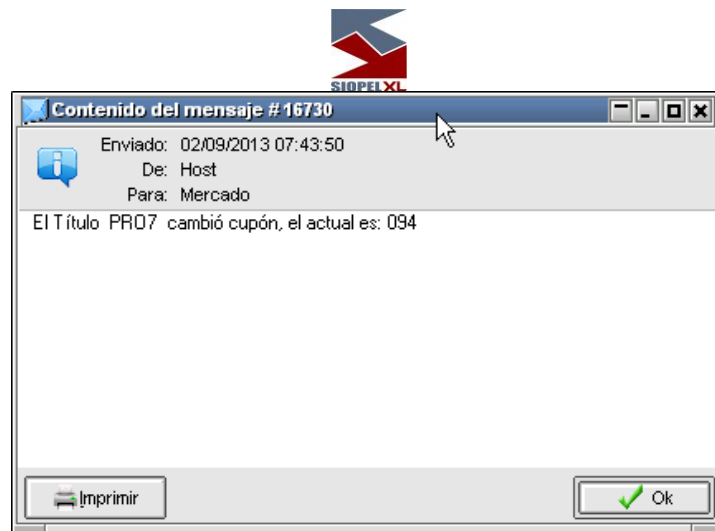 SIOPEL XL
Contenido del mensaje # 16730
Enviado: 02/09/2013 07:43:50
De: Host
Para: Mercado
El Título PRO7 cambió cupón, el actual es: 094
Imprimir
Ok